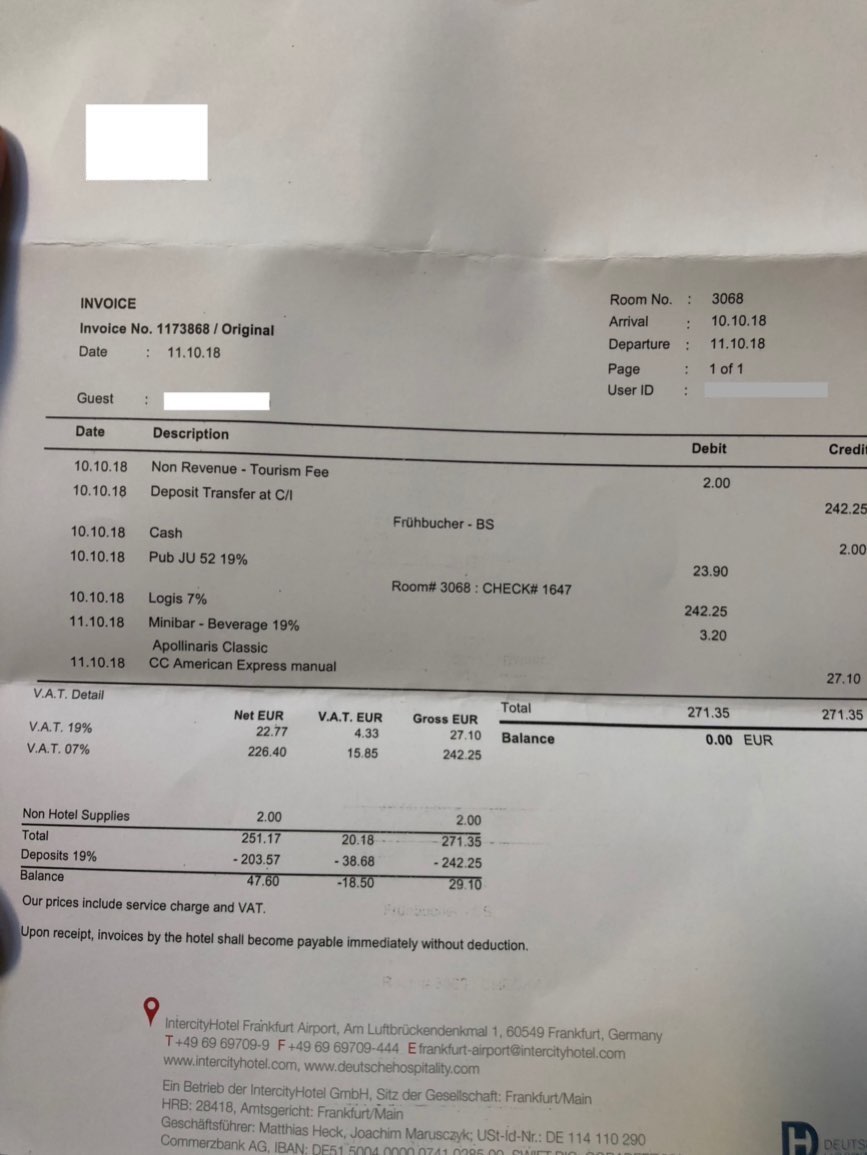 INVOICE
Invoice No. 1173868 / Original
Date : 11.10.18
Guest :
Room No. : 3068
Arrival : 10.10.18
Departure : 11.10.18
Page : 1 of 1
User ID :
Date Description Debit Credit
10.10.18 Non Revenue - Tourism Fee 2.00
10.10.18 Deposit Transfer at C/I 242.25
Frühbucher - BS
10.10.18 Cash 2.00
10.10.18 Pub JU 52 19% 23.90
Room# 3068 : CHECK# 1647
10.10.18 Logis 7% 242.25
11.10.18 Minibar - Beverage 19% 3.20
Apollinaris Classic
11.10.18 CC American Express manual 27.10
Total 271.35 271.35
Balance 0.00 EUR
V.A.T. Detail
Net EUR V.A.T. EUR Gross EUR
V.A.T. 19% 22.77 4.33 27.10
V.A.T. 07% 226.40 15.85 242.25
Non Hotel Supplies 2.00 2.00
Total 251.17 20.18 271.35
Deposits 19% - 203.57 - 38.68 - 242.25
Balance 47.60 -18.50 29.10
Our prices include service charge and VAT.
Upon receipt, invoices by the hotel shall become payable immediately without deduction.
IntercityHotel Frankfurt Airport, Am Luftbrückendenkmal 1, 60549 Frankfurt, Germany
T +49 69 69709-9 F +49 69 69709-444 E frankfurt-airport@intercityhotel.com
www.intercityhotel.com, www.deutschehospitality.com
Ein Betrieb der IntercityHotel GmbH, Sitz der Gesellschaft: Frankfurt/Main
HRB: 28418, Amtsgericht: Frankfurt/Main
Geschäftsführer: Matthias Heck, Joachim Marusczyk; USt-Id-Nr.: DE 114 110 290
Commerzbank AG, IBAN: DE51 5004 0000 0741 0285 00
H DEUTS